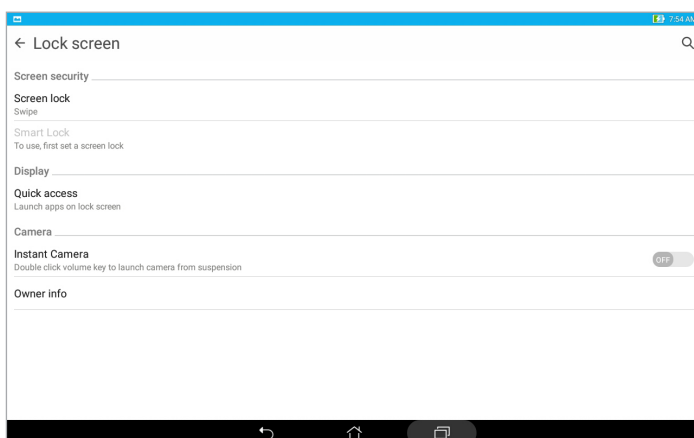 7:54 AM
Lock screen
Screen security
Screen lock
Swipe
Smart Lock
To use, first set a screen lock
Display
Quick access
Launch apps on lock screen
Camera
Instant Camera
Double click volume key to launch camera from suspension
OFF
Owner info